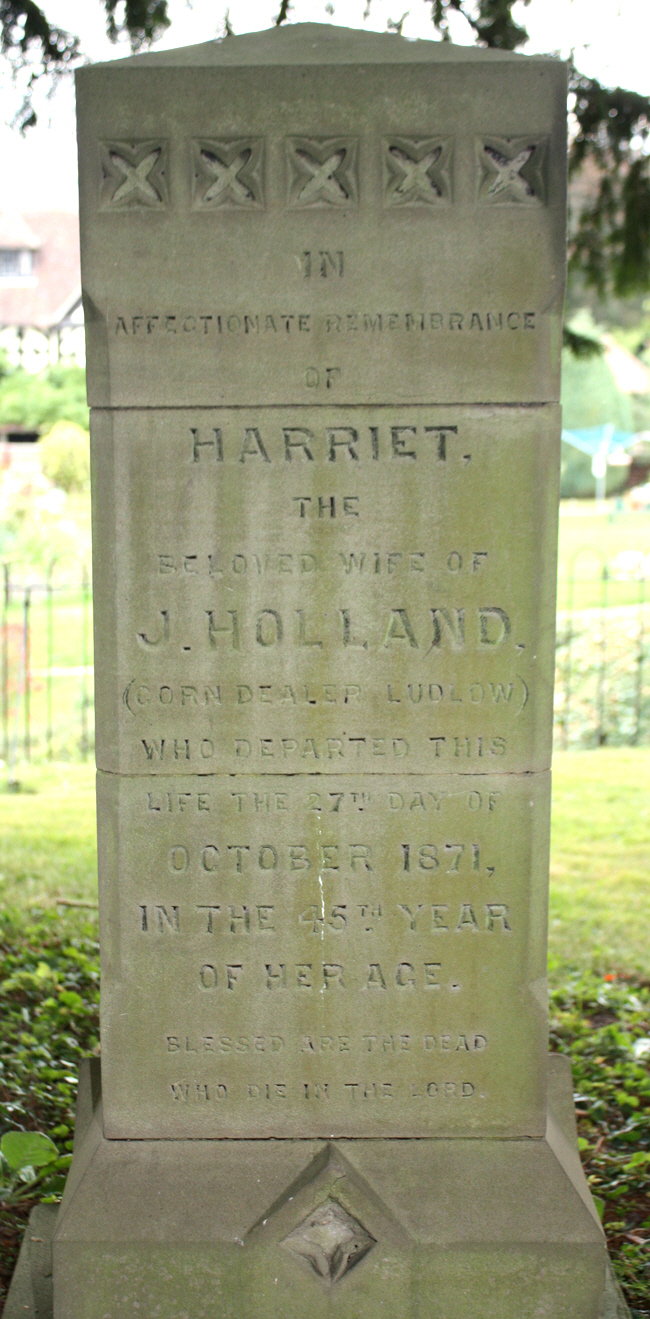 IN
AFFECTIONATE REMEMBRANCE
OF
HARRIET,
THE
BELOVED WIFE OF
J. HOLLAND,
(CORN DEALER LUDLOW)
WHO DEPARTED THIS
LIFE THE 27TH DAY OF
OCTOBER 1871,
IN THE 45TH YEAR
OF HER AGE.
BLESSED ARE THE DEAD
WHO DIE IN THE LORD.